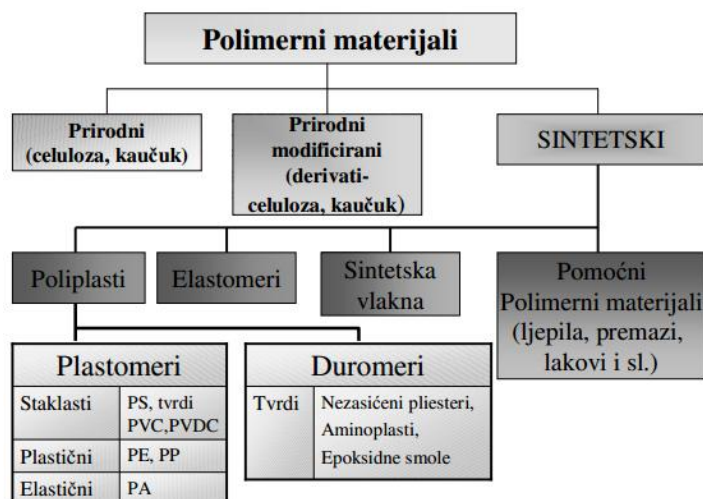 Polimerni materijali
Prirodni
(celuloza, kaučuk)
Prirodni
modificirani
(derivati-
celuloza, kaučuk)
SINTETSKI
Poliplasti
Elastomeri
Sintetska
vlakna
Pomoćni
Polimerni materijali
(ljepila, premazi,
lakovi i sl.)
Plastomeri
Staklasti
PS, tvrdi
PVC,PVDC
Plastični
PE, PP
Elastični
PA
Duromeri
Tvrdi
Nezasićeni pliesteri,
Aminoplasti,
Epoksidne smole